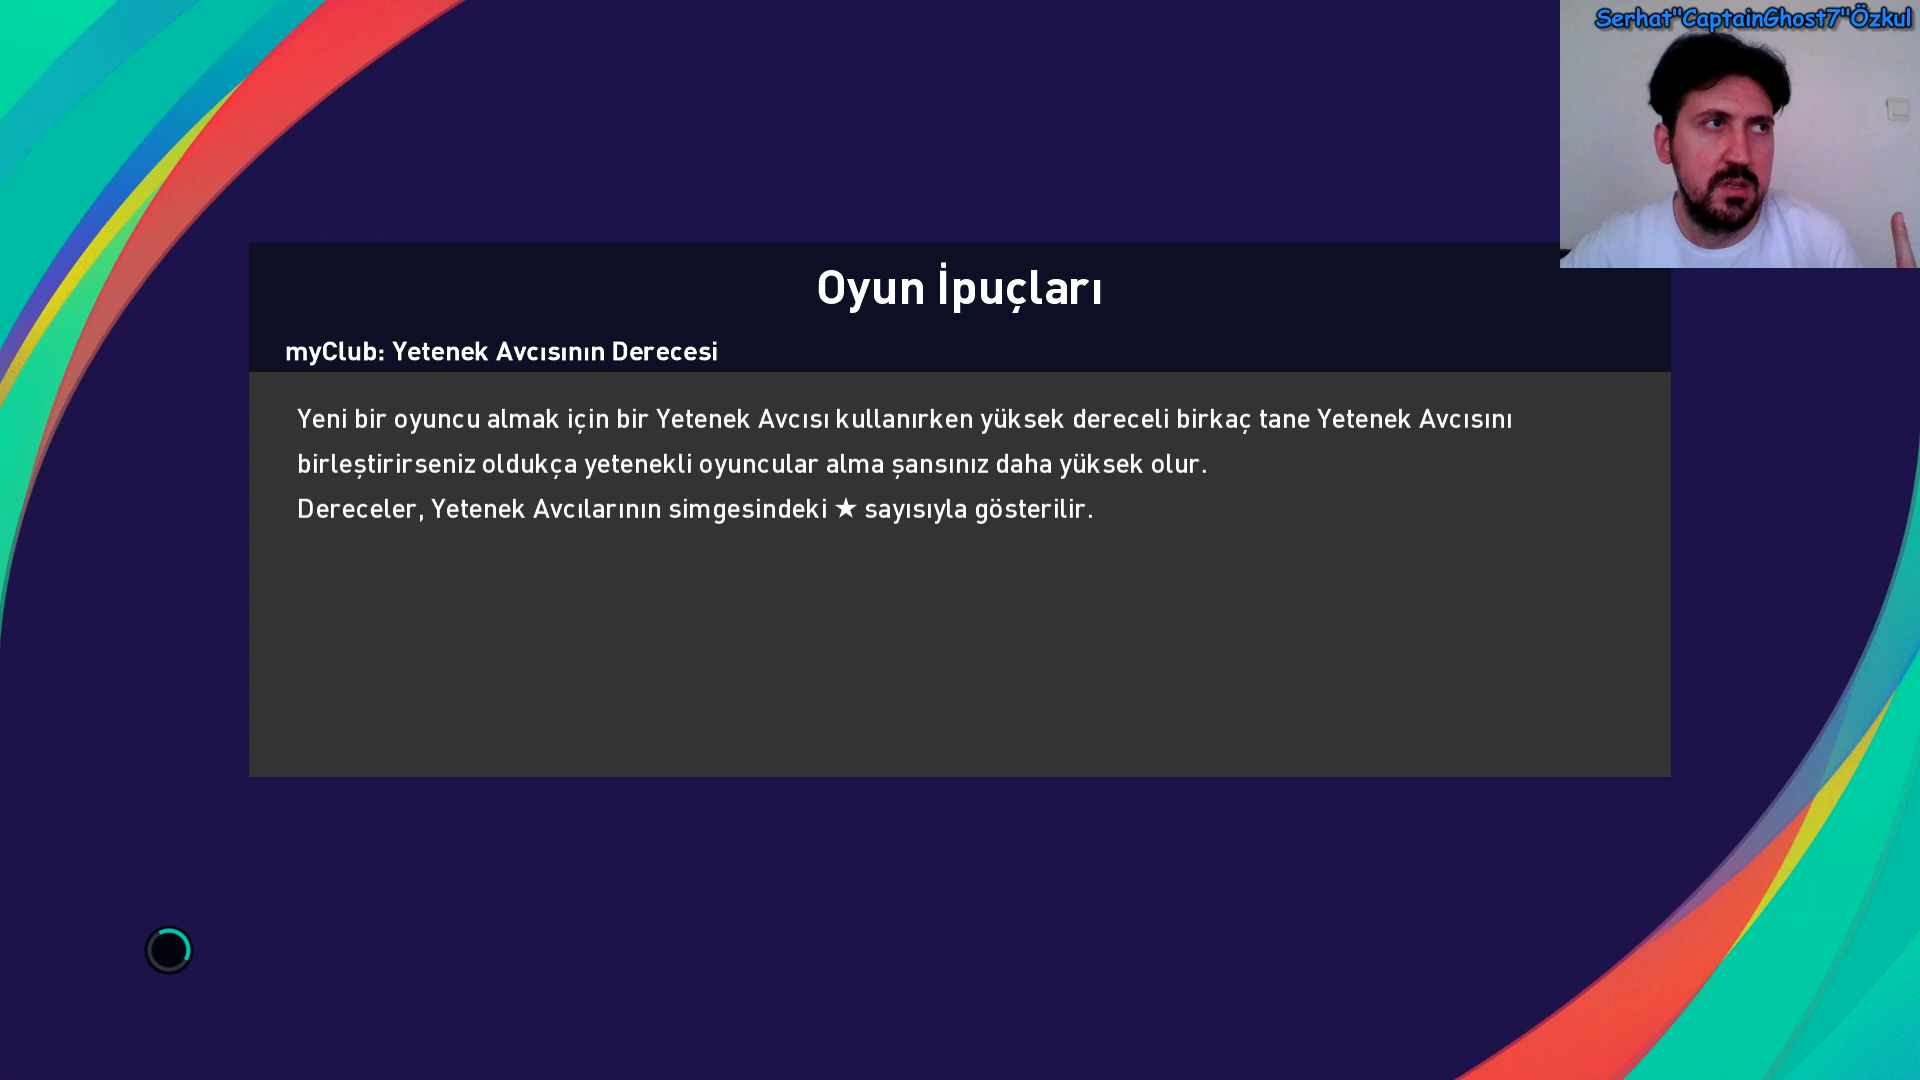 Serhat"CaptainGhost7"Özkul
Oyun İpuçları
myClub: Yetenek Avcısının Derecesi
Yeni bir oyuncu almak için bir Yetenek Avcısı kullanırken yüksek dereceli birkaç tane Yetenek Avcısını
birleştirirseniz oldukça yetenekli oyuncular alma şansınız daha yüksek olur.
Dereceler, Yetenek Avcılarının simgesindeki ★ sayısıyla gösterilir.